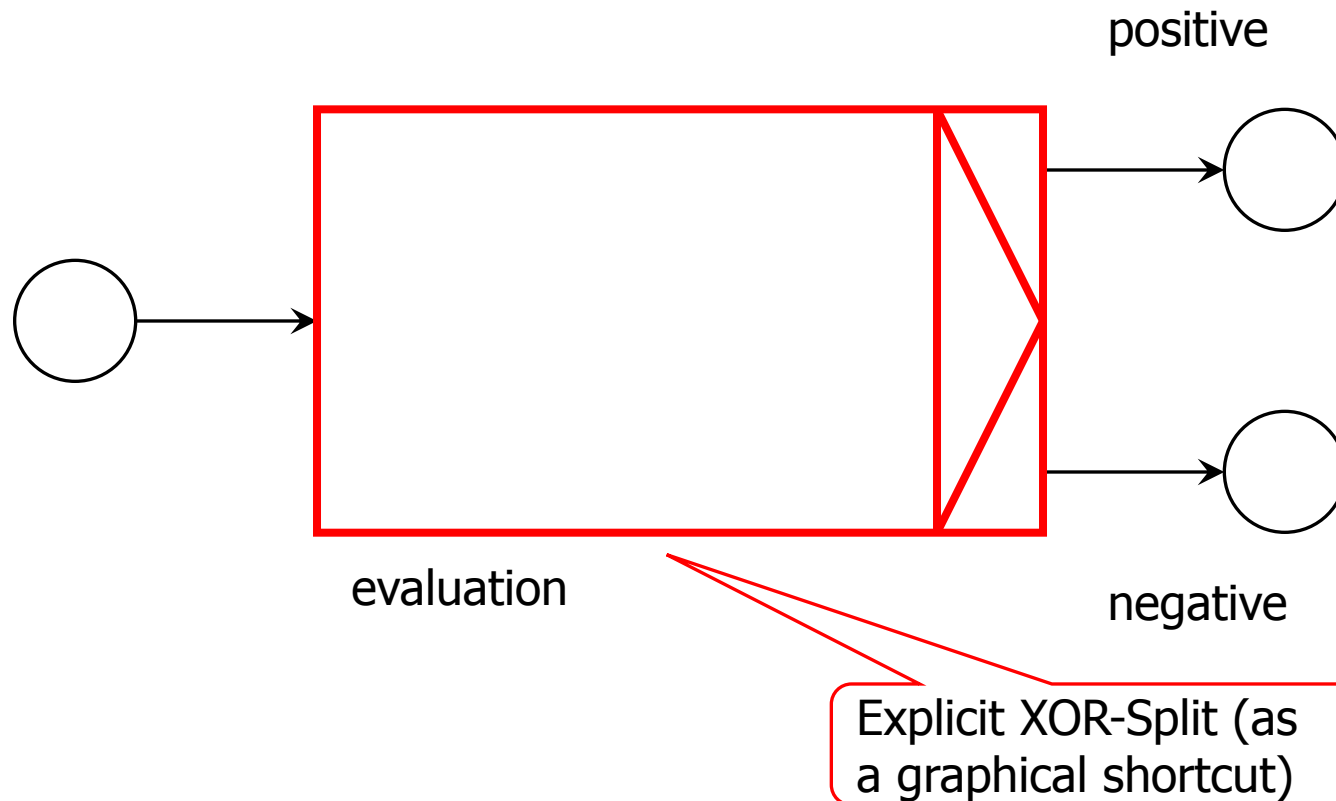 positive
evaluation
negative
Explicit XOR-Split (as
a graphical shortcut)